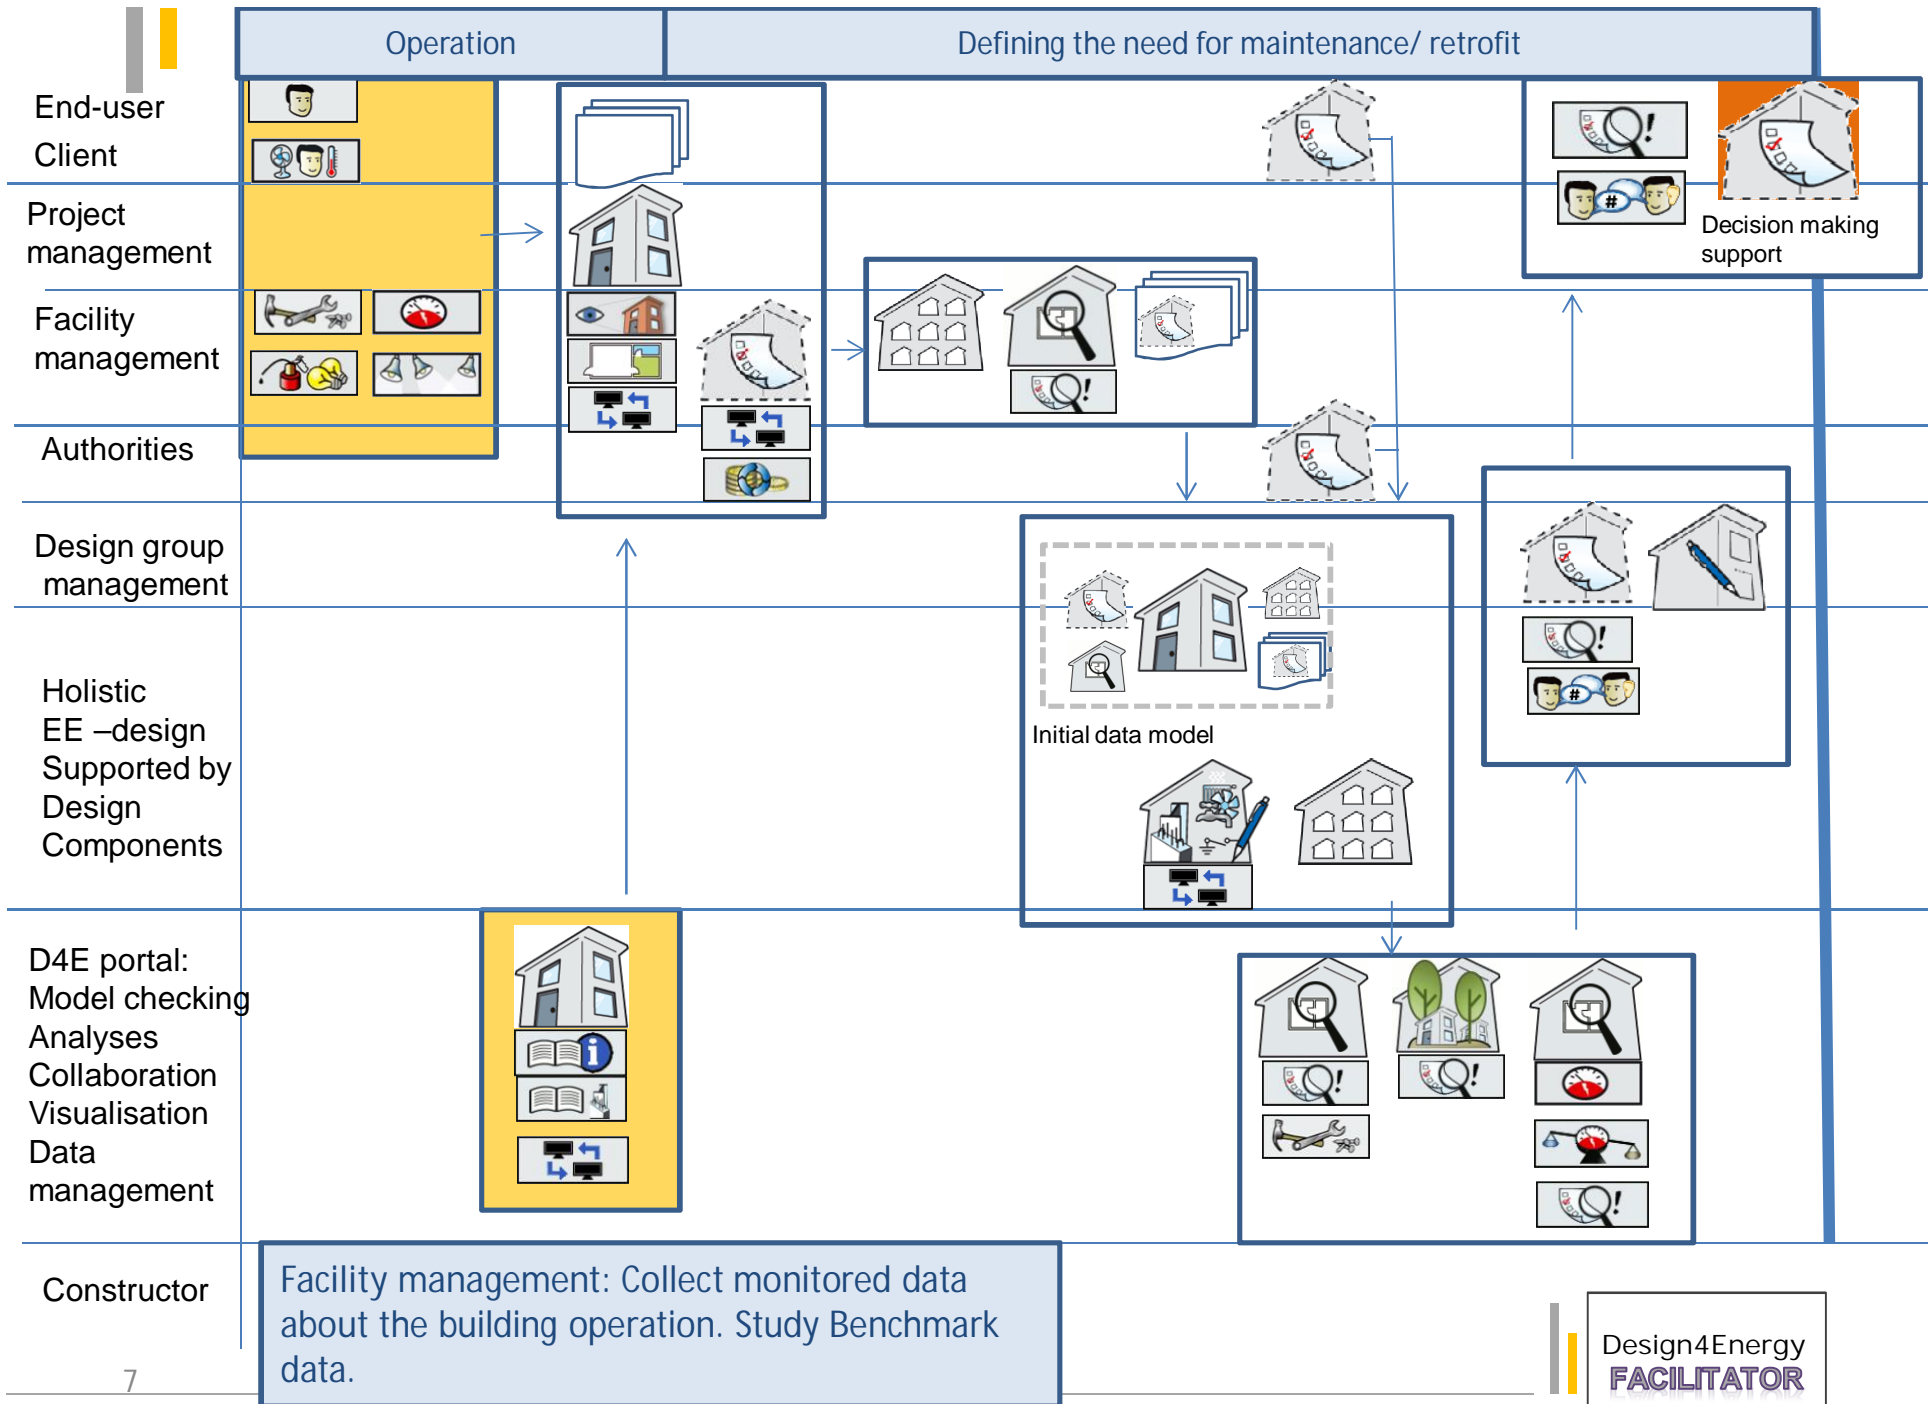 Operation
Defining the need for maintenance/ retrofit
End-user
Client
Project
management
Decision making
support
Facility
management
Authorities
Design group
management
Holistic
EE –design
Supported by
Design
Components
Initial data model
D4E portal:
Model checking
Analyses
Collaboration
Visualisation
Data
management
Constructor
Facility management: Collect monitored data
about the building operation. Study Benchmark
data.
7
Design4Energy
FACILITATOR
! #
!
! #
! ! !
i